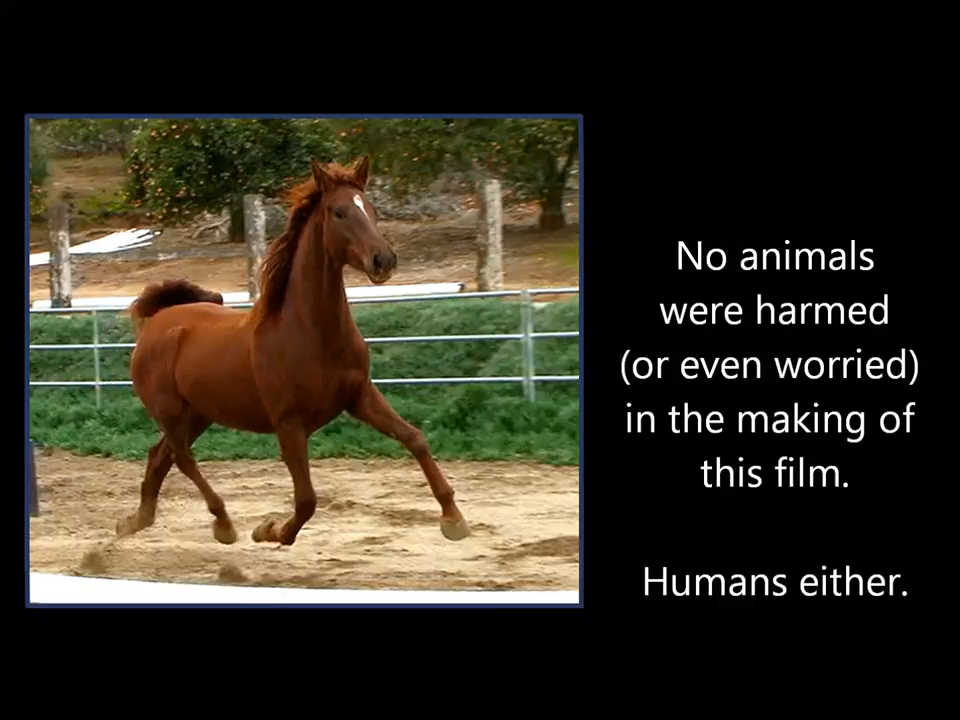 No animals
were harmed
(or even worried)
in the making of
this film.
Humans either.